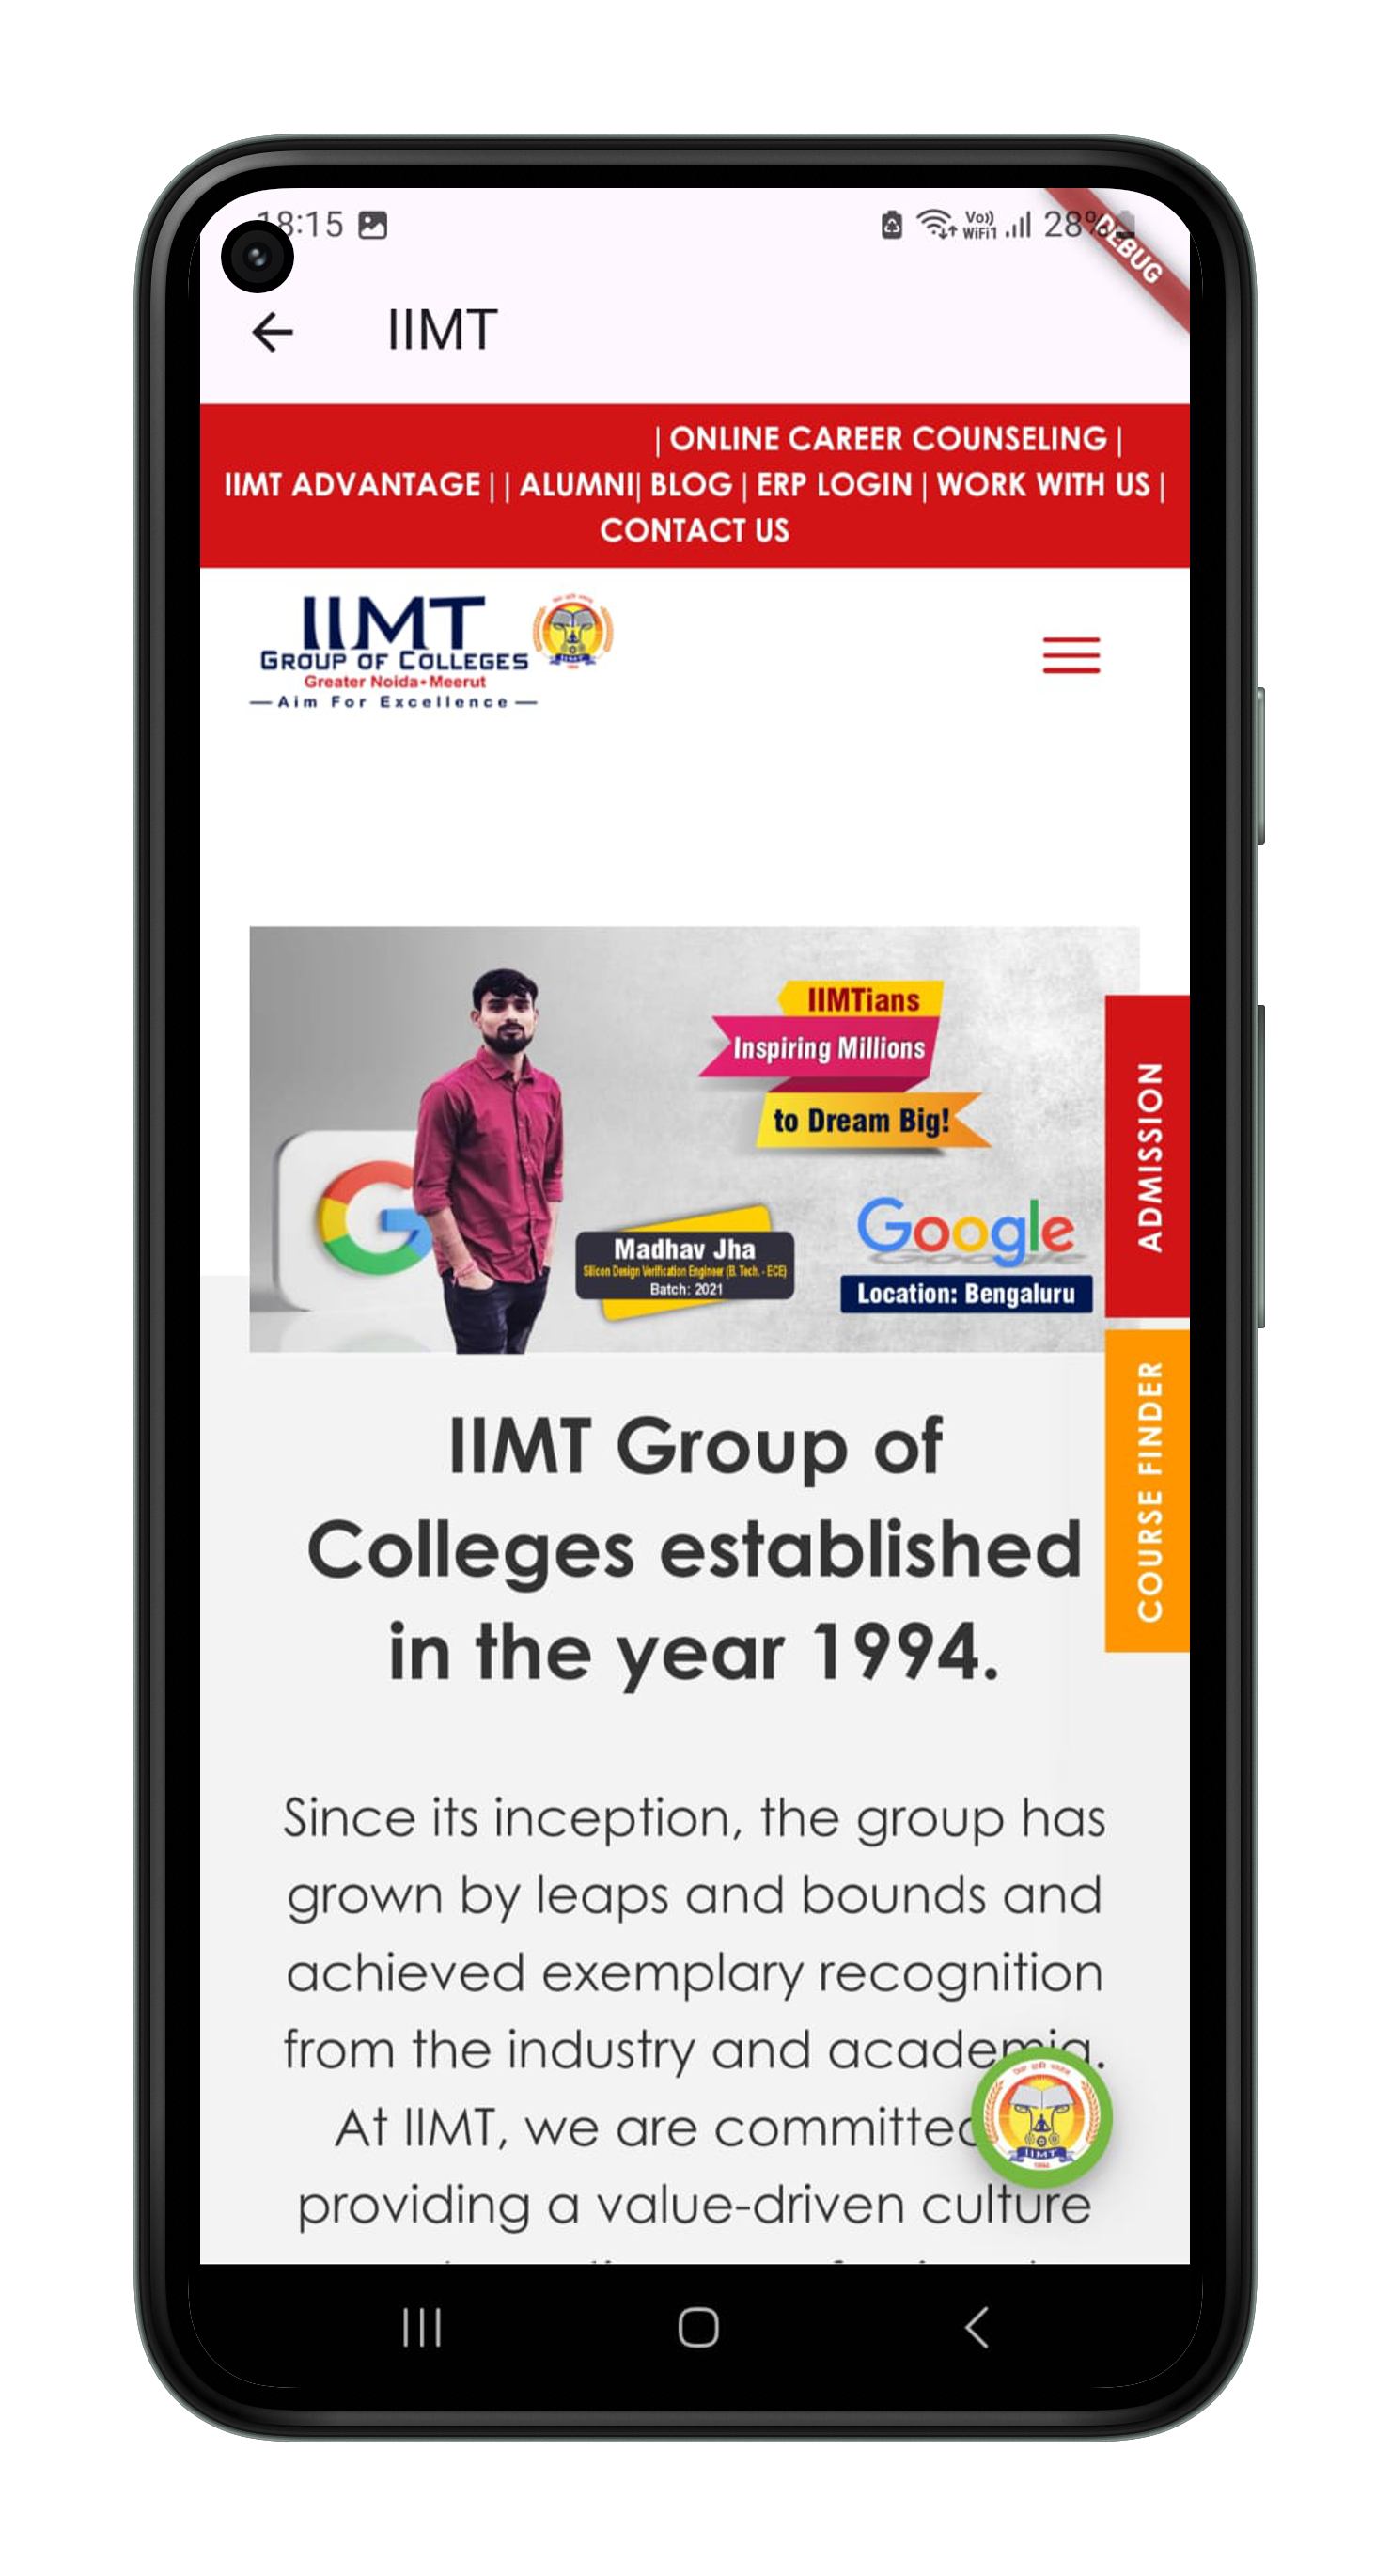 18:15
Vo))
WiFi1
28%
DEBUG
IIMT
| ONLINE CAREER COUNSELING |
IIMT ADVANTAGE | | ALUMNI| BLOG | ERP LOGIN | WORK WITH US |
CONTACT US
IIMT
GROUP OF COLLEGES
Greater Noida•Meerut
— Aim For Excellence —
IIMTians
Inspiring Millions
to Dream Big!
Madhav Jha
Silicon Design Verification Engineer (B. Tech. - ECE)
Batch: 2021
Google
Location: Bengaluru
ADMISSION
COURSE FINDER
IIMT Group of
Colleges established
in the year 1994.
Since its inception, the group has
grown by leaps and bounds and
achieved exemplary recognition
from the industry and academia.
At IIMT, we are committed
providing a value-driven culture
IIMT